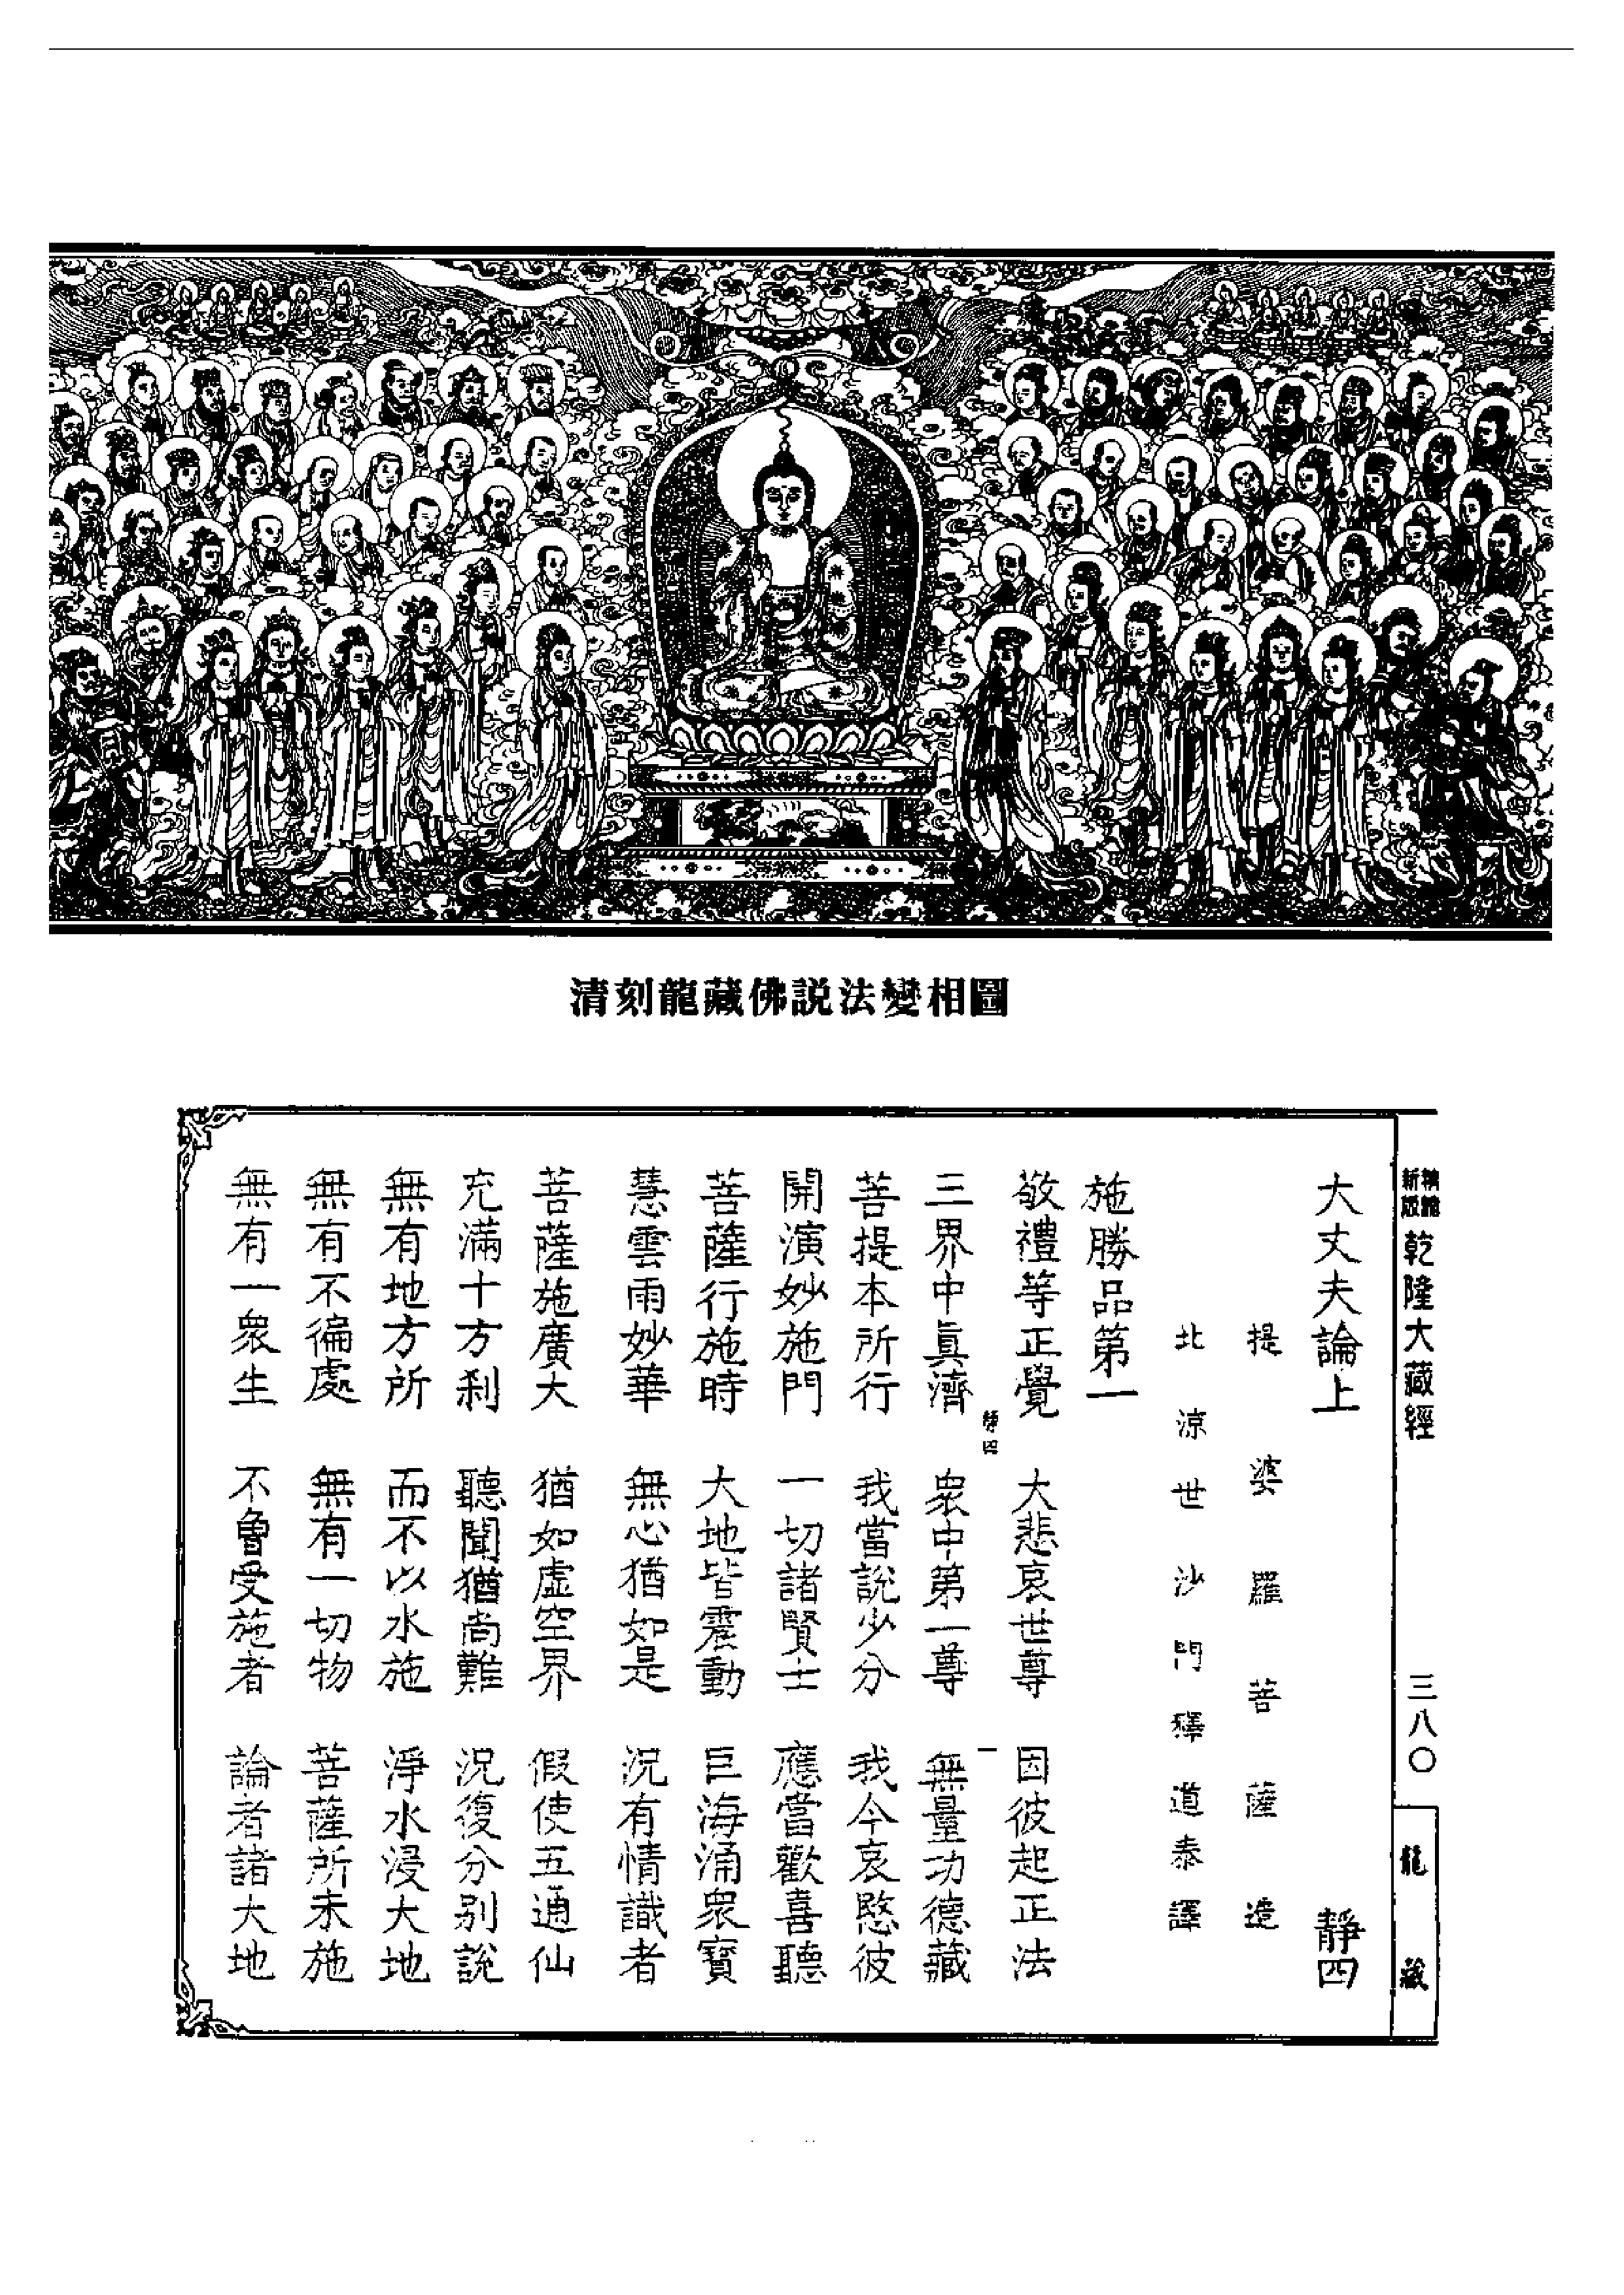 清刻龍藏佛説法變相圖
新版
乾隆大藏經
三八〇
龍藏
大丈夫論上 靜四
提婆羅菩薩造
北涼世沙門釋道泰譯
施勝品第一
敬禮等正覺 大悲哀世尊 因彼起正法
靜四 一
三界中眞濟 衆中第一尊 無量功德藏
菩提本所行 我當説少分 我今哀愍彼
開演妙施門 一切諸賢士 應當歡喜聽
菩薩行施時 大地皆震動 巨海涌衆寳
慧雲雨妙華 無心猶如是 況有情識者
菩薩施廣大 猶如虛空界 假使五通仙
充滿十方刹 聽聞猶尚難 況復分别説
無有地方所 而不以水施 淨水浸大地
無有不徧處 無有一切物 菩薩所未施
無有一衆生 不曾受施者 論者諸大地